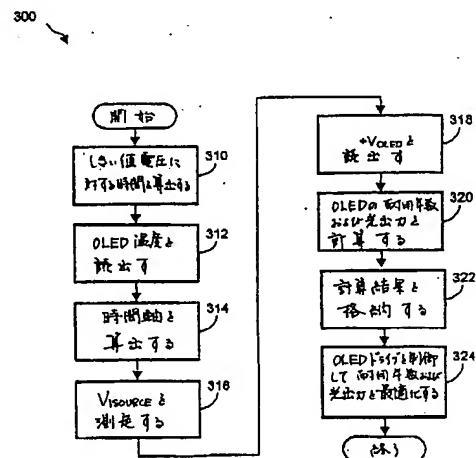 300
開始
しきい値電圧に
対する時間を算出する
310
OLED 温度を
読出す
312
時間軸を
算出する
314
VISOURCEを
測定する
316
+VOLEDを
読出す
318
OLEDの耐用年数
および光出力を
計算する
320
計算結果を
格納する
322
OLEDドライブを制御
して耐用年数および
光出力を最適化する
324
終了